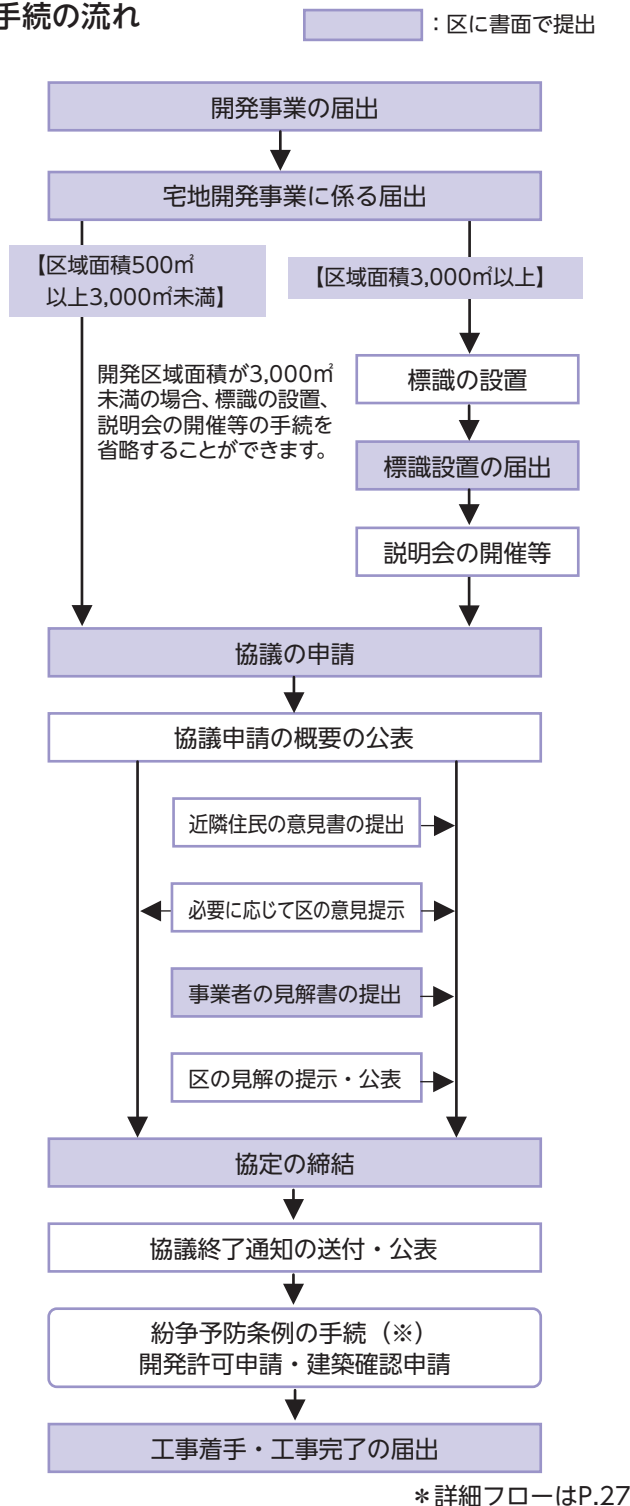 手続の流れ
：区に書面で提出
開発事業の届出
宅地開発事業に係る届出
【区域面積500㎡
以上3,000㎡未満】
【区域面積3,000㎡以上】
開発区域面積が3,000㎡
未満の場合、標識の設置、
説明会の開催等の手続を
省略することができます。
標識の設置
標識設置の届出
説明会の開催等
協議の申請
協議申請の概要の公表
近隣住民の意見書の提出
必要に応じて区の意見提示
事業者の見解書の提出
区の見解の提示・公表
協定の締結
協議終了通知の送付・公表
紛争予防条例の手続（※）
開発許可申請・建築確認申請
工事着手・工事完了の届出
＊詳細フローはP.27